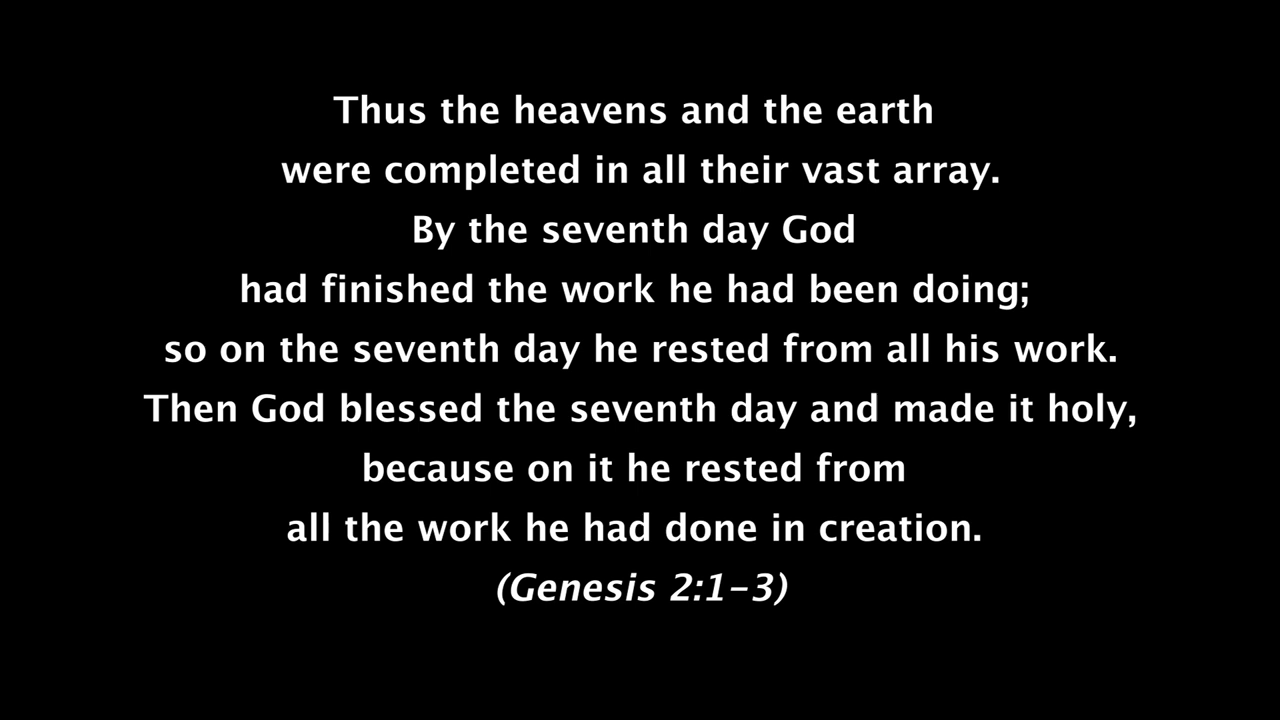 Thus the heavens and the earth
were completed in all their vast array.
By the seventh day God
had finished the work he had been doing;
so on the seventh day he rested from all his work.
Then God blessed the seventh day and made it holy,
because on it he rested from
all the work he had done in creation.
(Genesis 2:1–3)